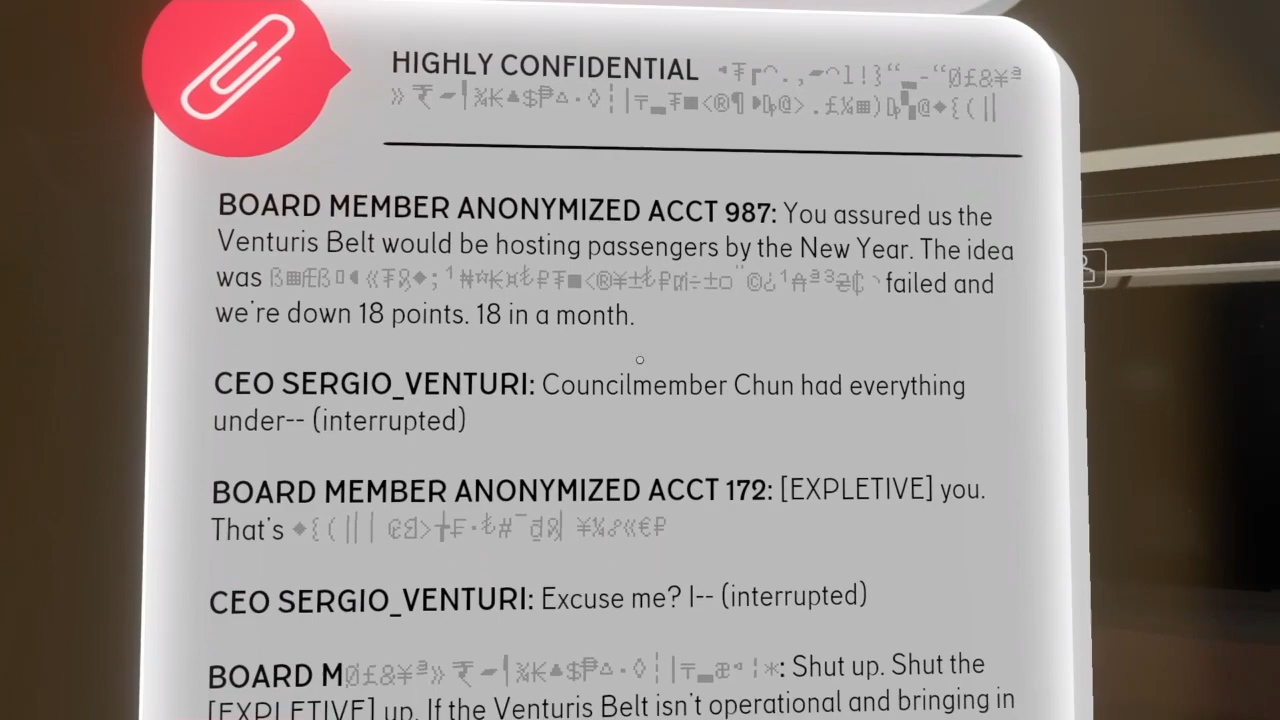 HIGHLY CONFIDENTIAL
BOARD MEMBER ANONYMIZED ACCT 987: You assured us the
Venturis Belt would be hosting passengers by the New Year. The idea
was failed and
we're down 18 points. 18 in a month.
CEO SERGIO_VENTURI: Councilmember Chun had everything
under-- (interrupted)
BOARD MEMBER ANONYMIZED ACCT 172: [EXPLETIVE] you.
That's
CEO SERGIO_VENTURI: Excuse me? I-- (interrupted)
BOARD M : Shut up. Shut the
[EXPLETIVE] up. If the Venturis Belt isn't operational and bringing in